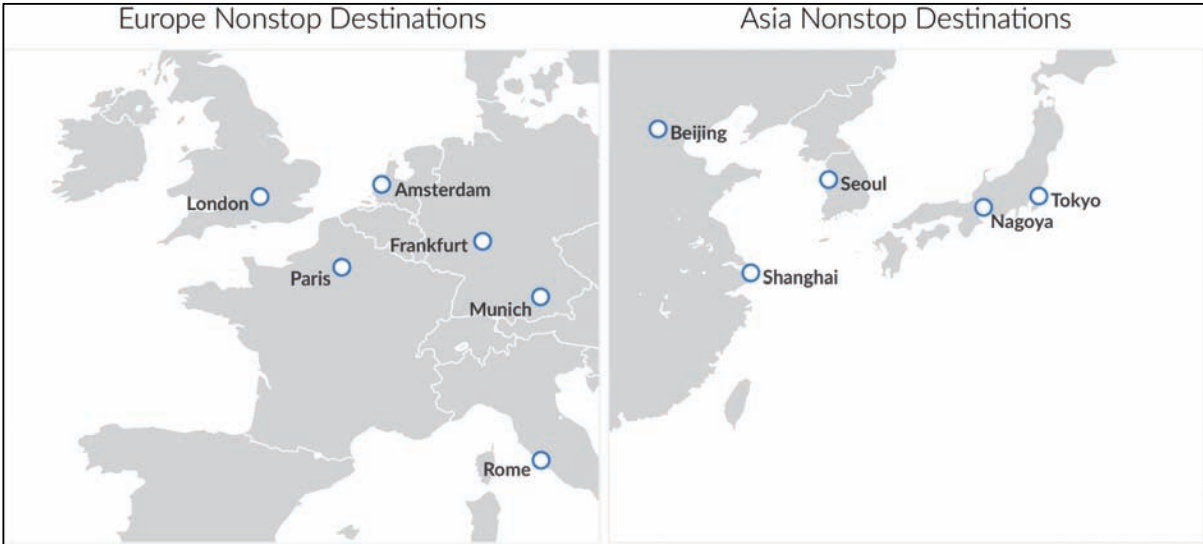 Europe Nonstop Destinations
London
Amsterdam
Frankfurt
Paris
Munich
Rome
Asia Nonstop Destinations
Beijing
Seoul
Tokyo
Nagoya
Shanghai